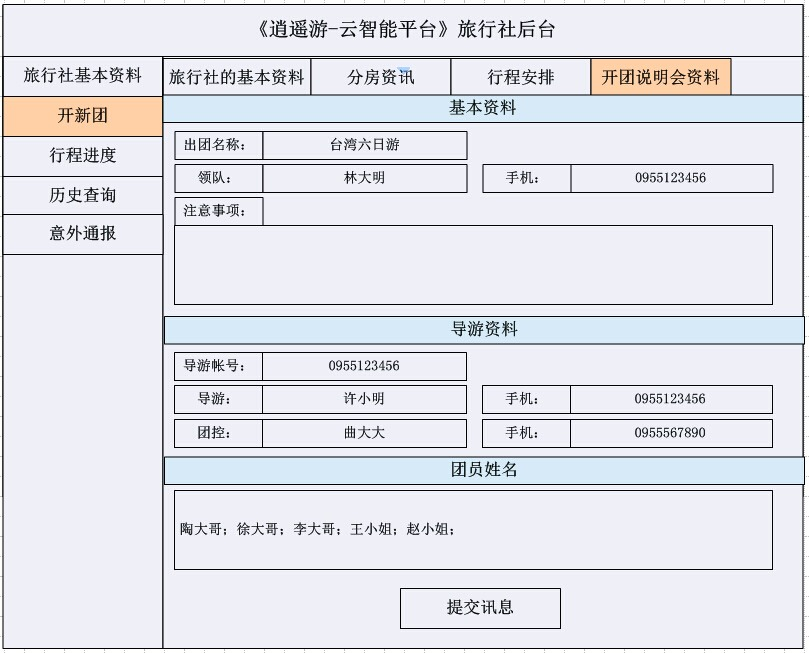 《逍遥游-云智能平台》旅行社后台
旅行社基本资料
开新团
行程进度
历史查询
意外通报
旅行社的基本资料 分房资讯 行程安排 开团说明会资料
基本资料
出团名称: 台湾六日游
领队: 林大明 手机: 0955123456
注意事项:
导游资料
导游帐号: 0955123456
导游: 许小明 手机: 0955123456
团控: 曲大大 手机: 0955567890
团员姓名
陶大哥; 徐大哥; 李大哥; 王小姐; 赵小姐;
提交讯息